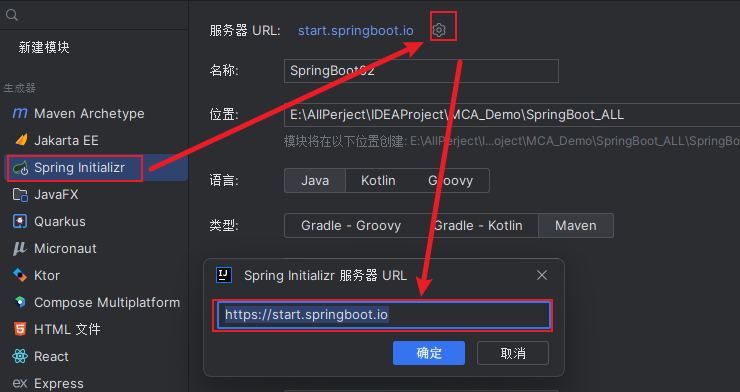 新建模块
生成器
Maven Archetype
Jakarta EE
Spring Initializr
JavaFX
Quarkus
Micronaut
Ktor
Compose Multiplatform
HTML 文件
React
Express
服务器 URL: start.springboot.io
名称: SpringBoot02
位置: E:\AllPerject\IDEAProject\MCA_Demo\SpringBoot_ALL
模块将在以下位置创建: E:\AllPerject\I...oject\MCA_Demo\SpringBoot_ALL\SpringBo
语言: Java Kotlin Groovy
类型: Gradle - Groovy Gradle - Kotlin Maven
Spring Initializr 服务器 URL
https://start.springboot.io
确定 取消